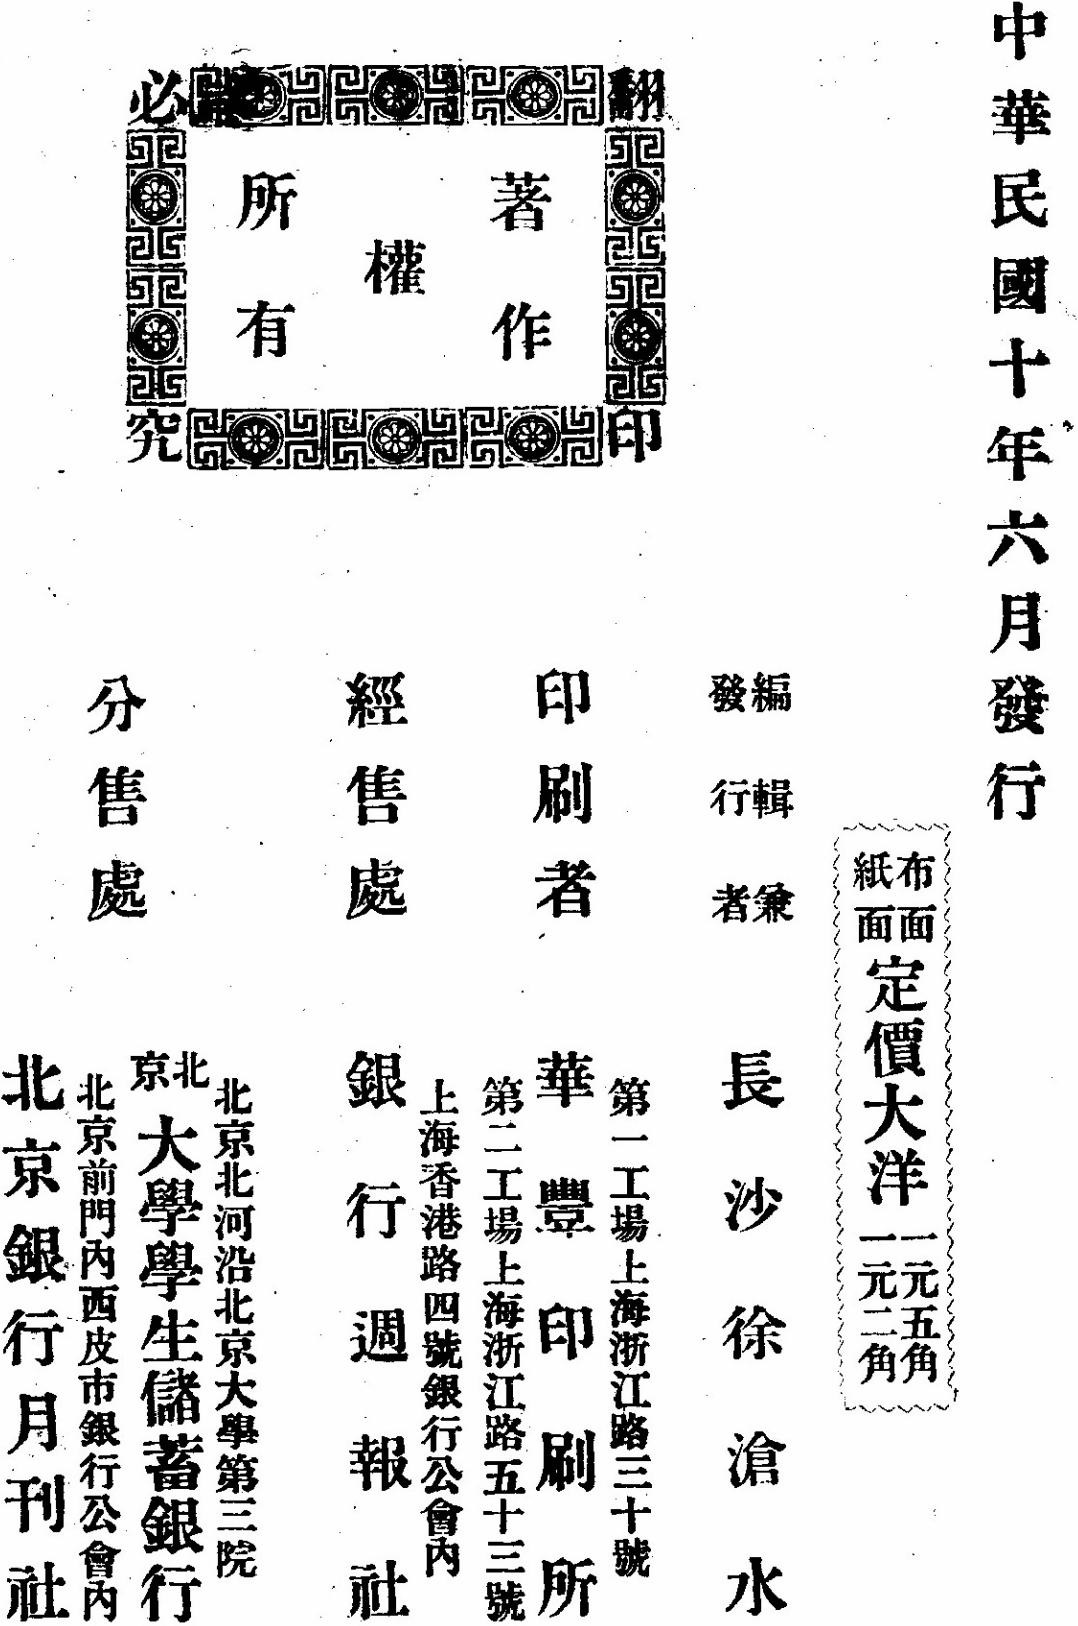 中華民國十年六月發行
布面
紙面
定價大洋
一元五角
一元二角
編輯兼
發行者
長沙徐滄水
印刷者
第一工場上海浙江路三十號
華豐印刷所
第二工場上海浙江路五十三號
經售處
上海香港路四號銀行公會內
銀行週報社
分售處
北京北河沿北京大學第三院
北京大學學生儲蓄銀行
北京前門內西皮市銀行公會內
北京銀行月刊社
翻印
必究
著作
權
所有